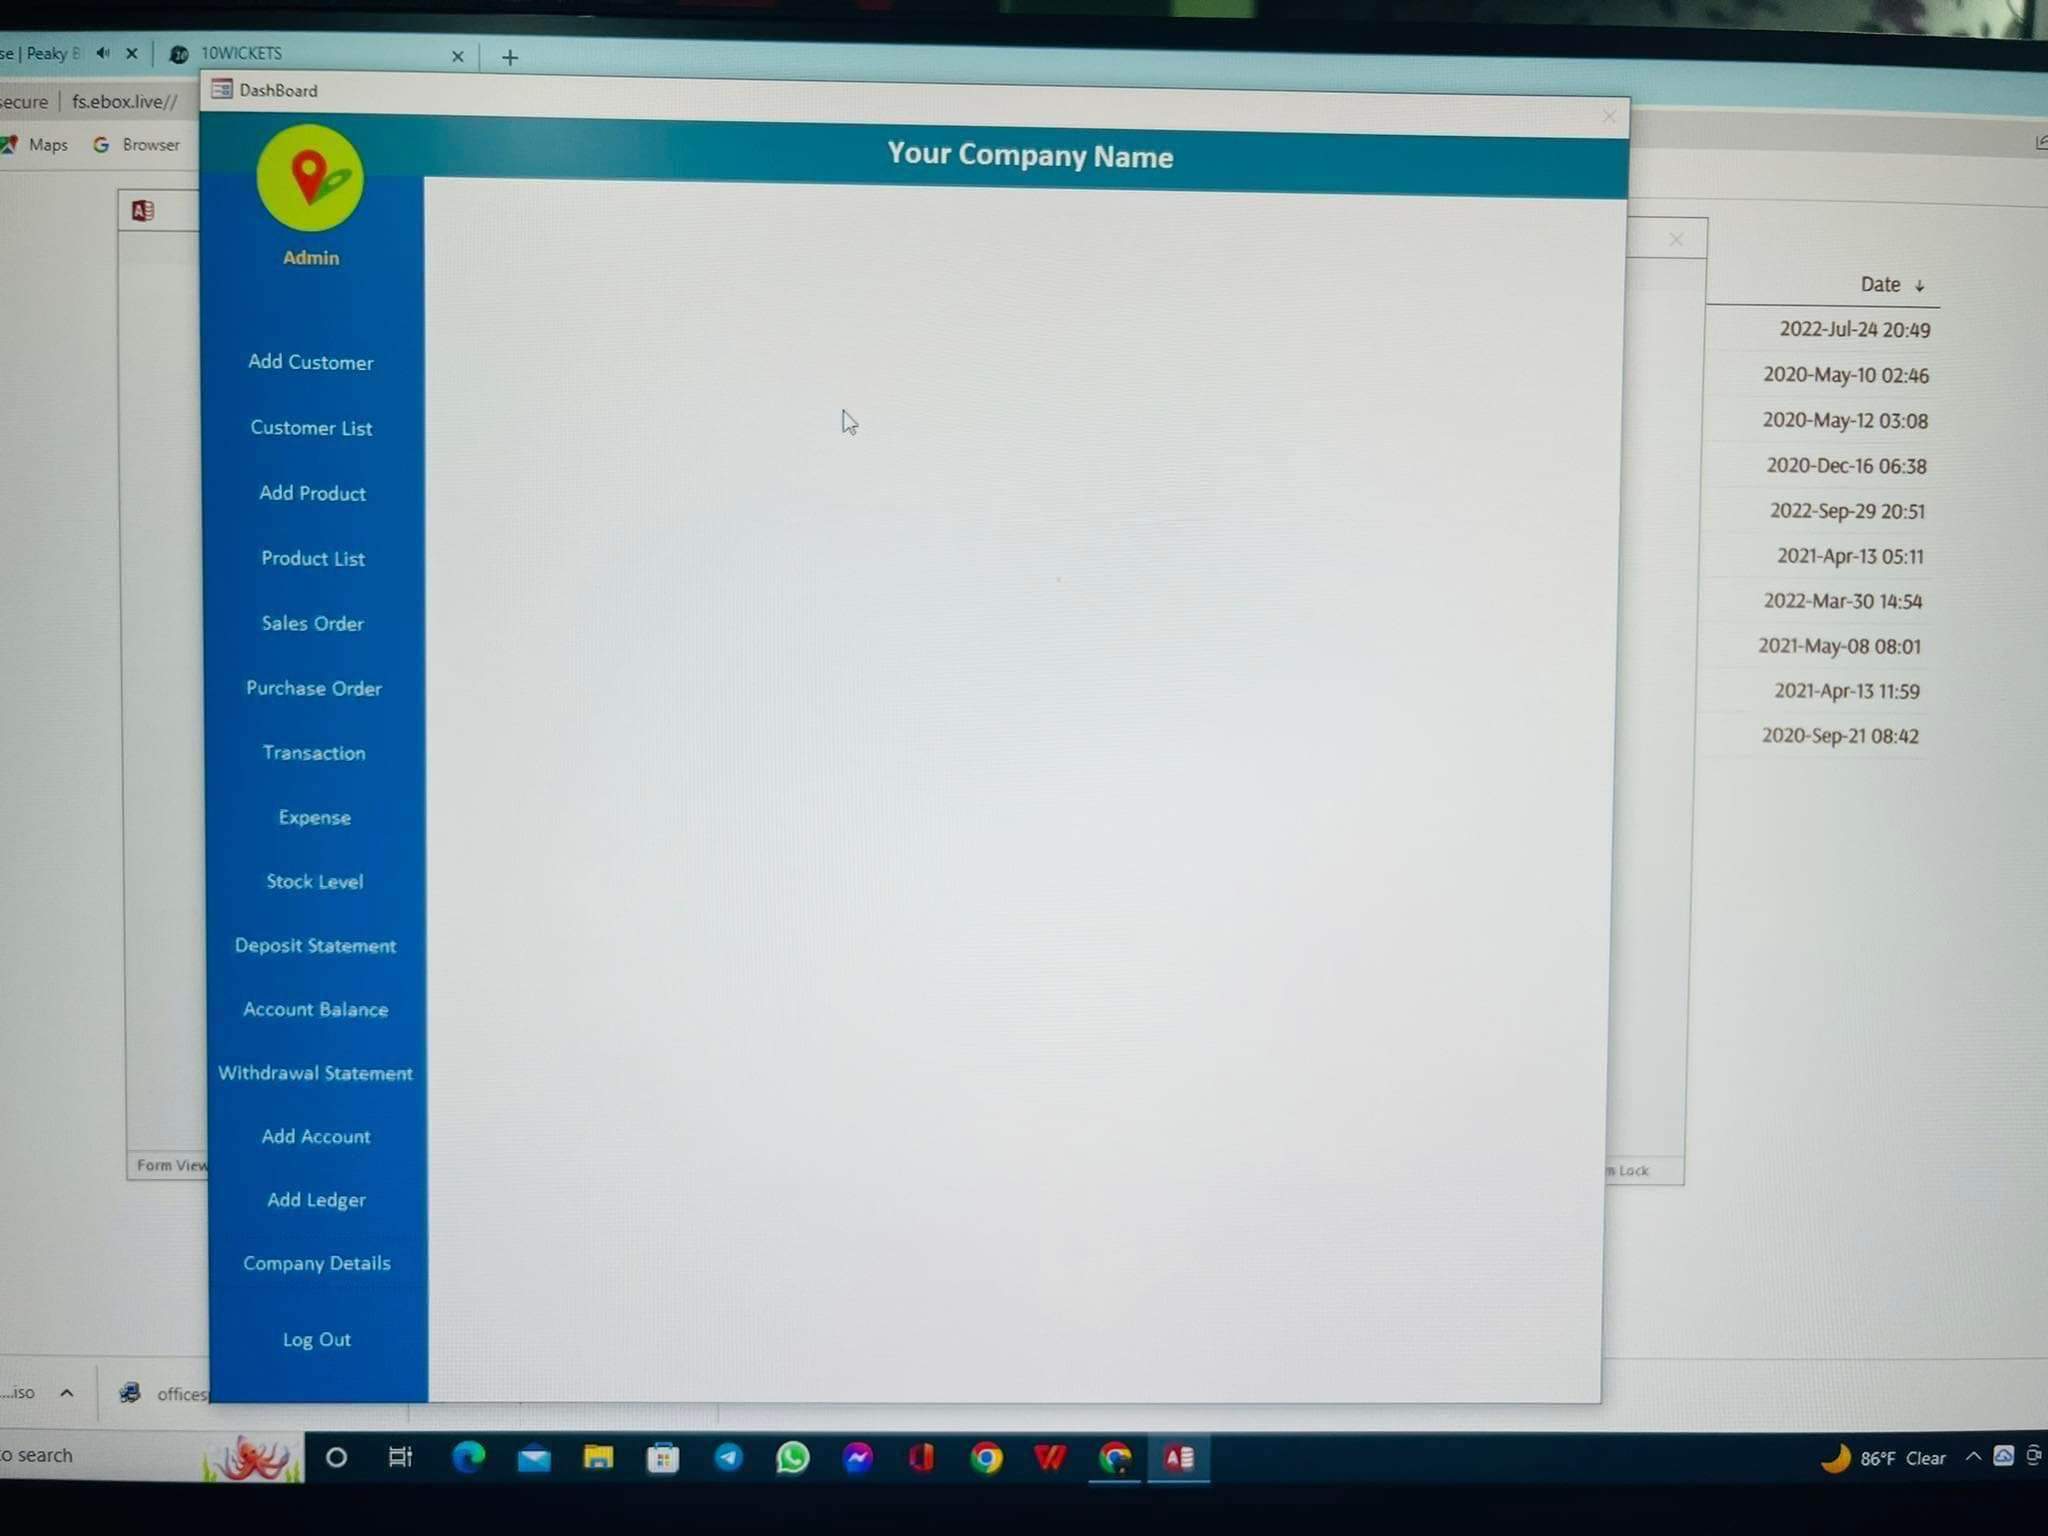 se | Peaky B
10WICKETS
DashBoard
secure
fs.ebox.live//
Maps
Browser
Your Company Name
Admin
Add Customer
Customer List
Add Product
Product List
Sales Order
Purchase Order
Transaction
Expense
Stock Level
Deposit Statement
Account Balance
Withdrawal Statement
Add Account
Add Ledger
Company Details
Log Out
Date ↓
2022-Jul-24 20:49
2020-May-10 02:46
2020-May-12 03:08
2020-Dec-16 06:38
2022-Sep-29 20:51
2021-Apr-13 05:11
2022-Mar-30 14:54
2021-May-08 08:01
2021-Apr-13 11:59
2020-Sep-21 08:42
Form View
m Lock
....iso
offices
to search
86°F Clear